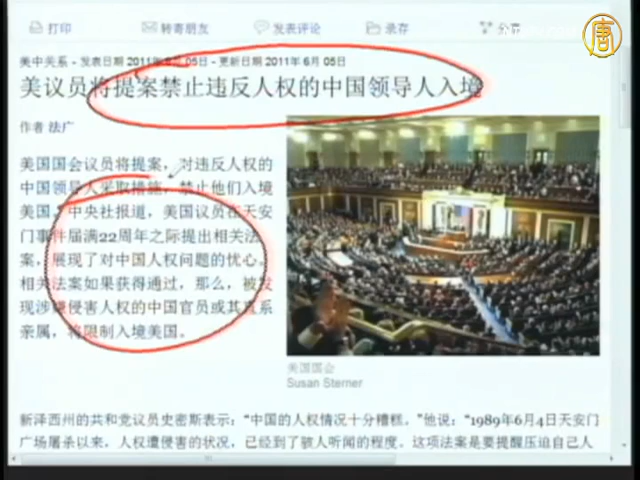 打印
转寄朋友
发表评论
录存
分享
唐
美中关系 - 发表日期 2011年6月05日 - 更新日期 2011年 6月 05日
美议员将提案禁止违反人权的中国领导人入境
作者 法广
美国国会议员将提案，对违反人权的
中国领导人采取措施，禁止他们入境
美国。中央社报道，美国议员在天安
门事件届满22周年之际提出相关法
案，展现了对中国人权问题的忧心。
相关法案如果获得通过，那么，被发
现涉嫌侵害人权的中国官员或其直系
亲属，将限制入境美国。
美国国会
Susan Sterner
新泽西州的共和党议员史密斯表示：“中国的人权情况十分糟糕，”他说：“1989年6月4日天安门
广场屠杀以来，人权遭侵害的状况，已经到了骇人听闻的程度。这项法案是要提醒压迫自己人